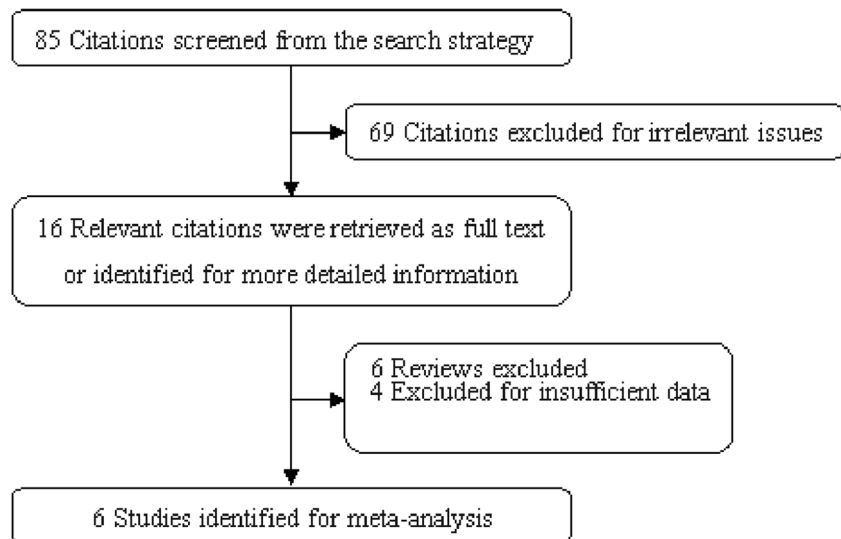 85 Citations screened from the search strategy
69 Citations excluded for irrelevant issues
16 Relevant citations were retrieved as full text
or identified for more detailed information
6 Reviews excluded
4 Excluded for insufficient data
6 Studies identified for meta-analysis